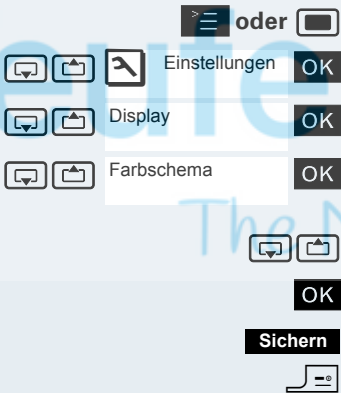 oder
Einstellungen OK
Display OK
Farbschema OK
OK
Sichern